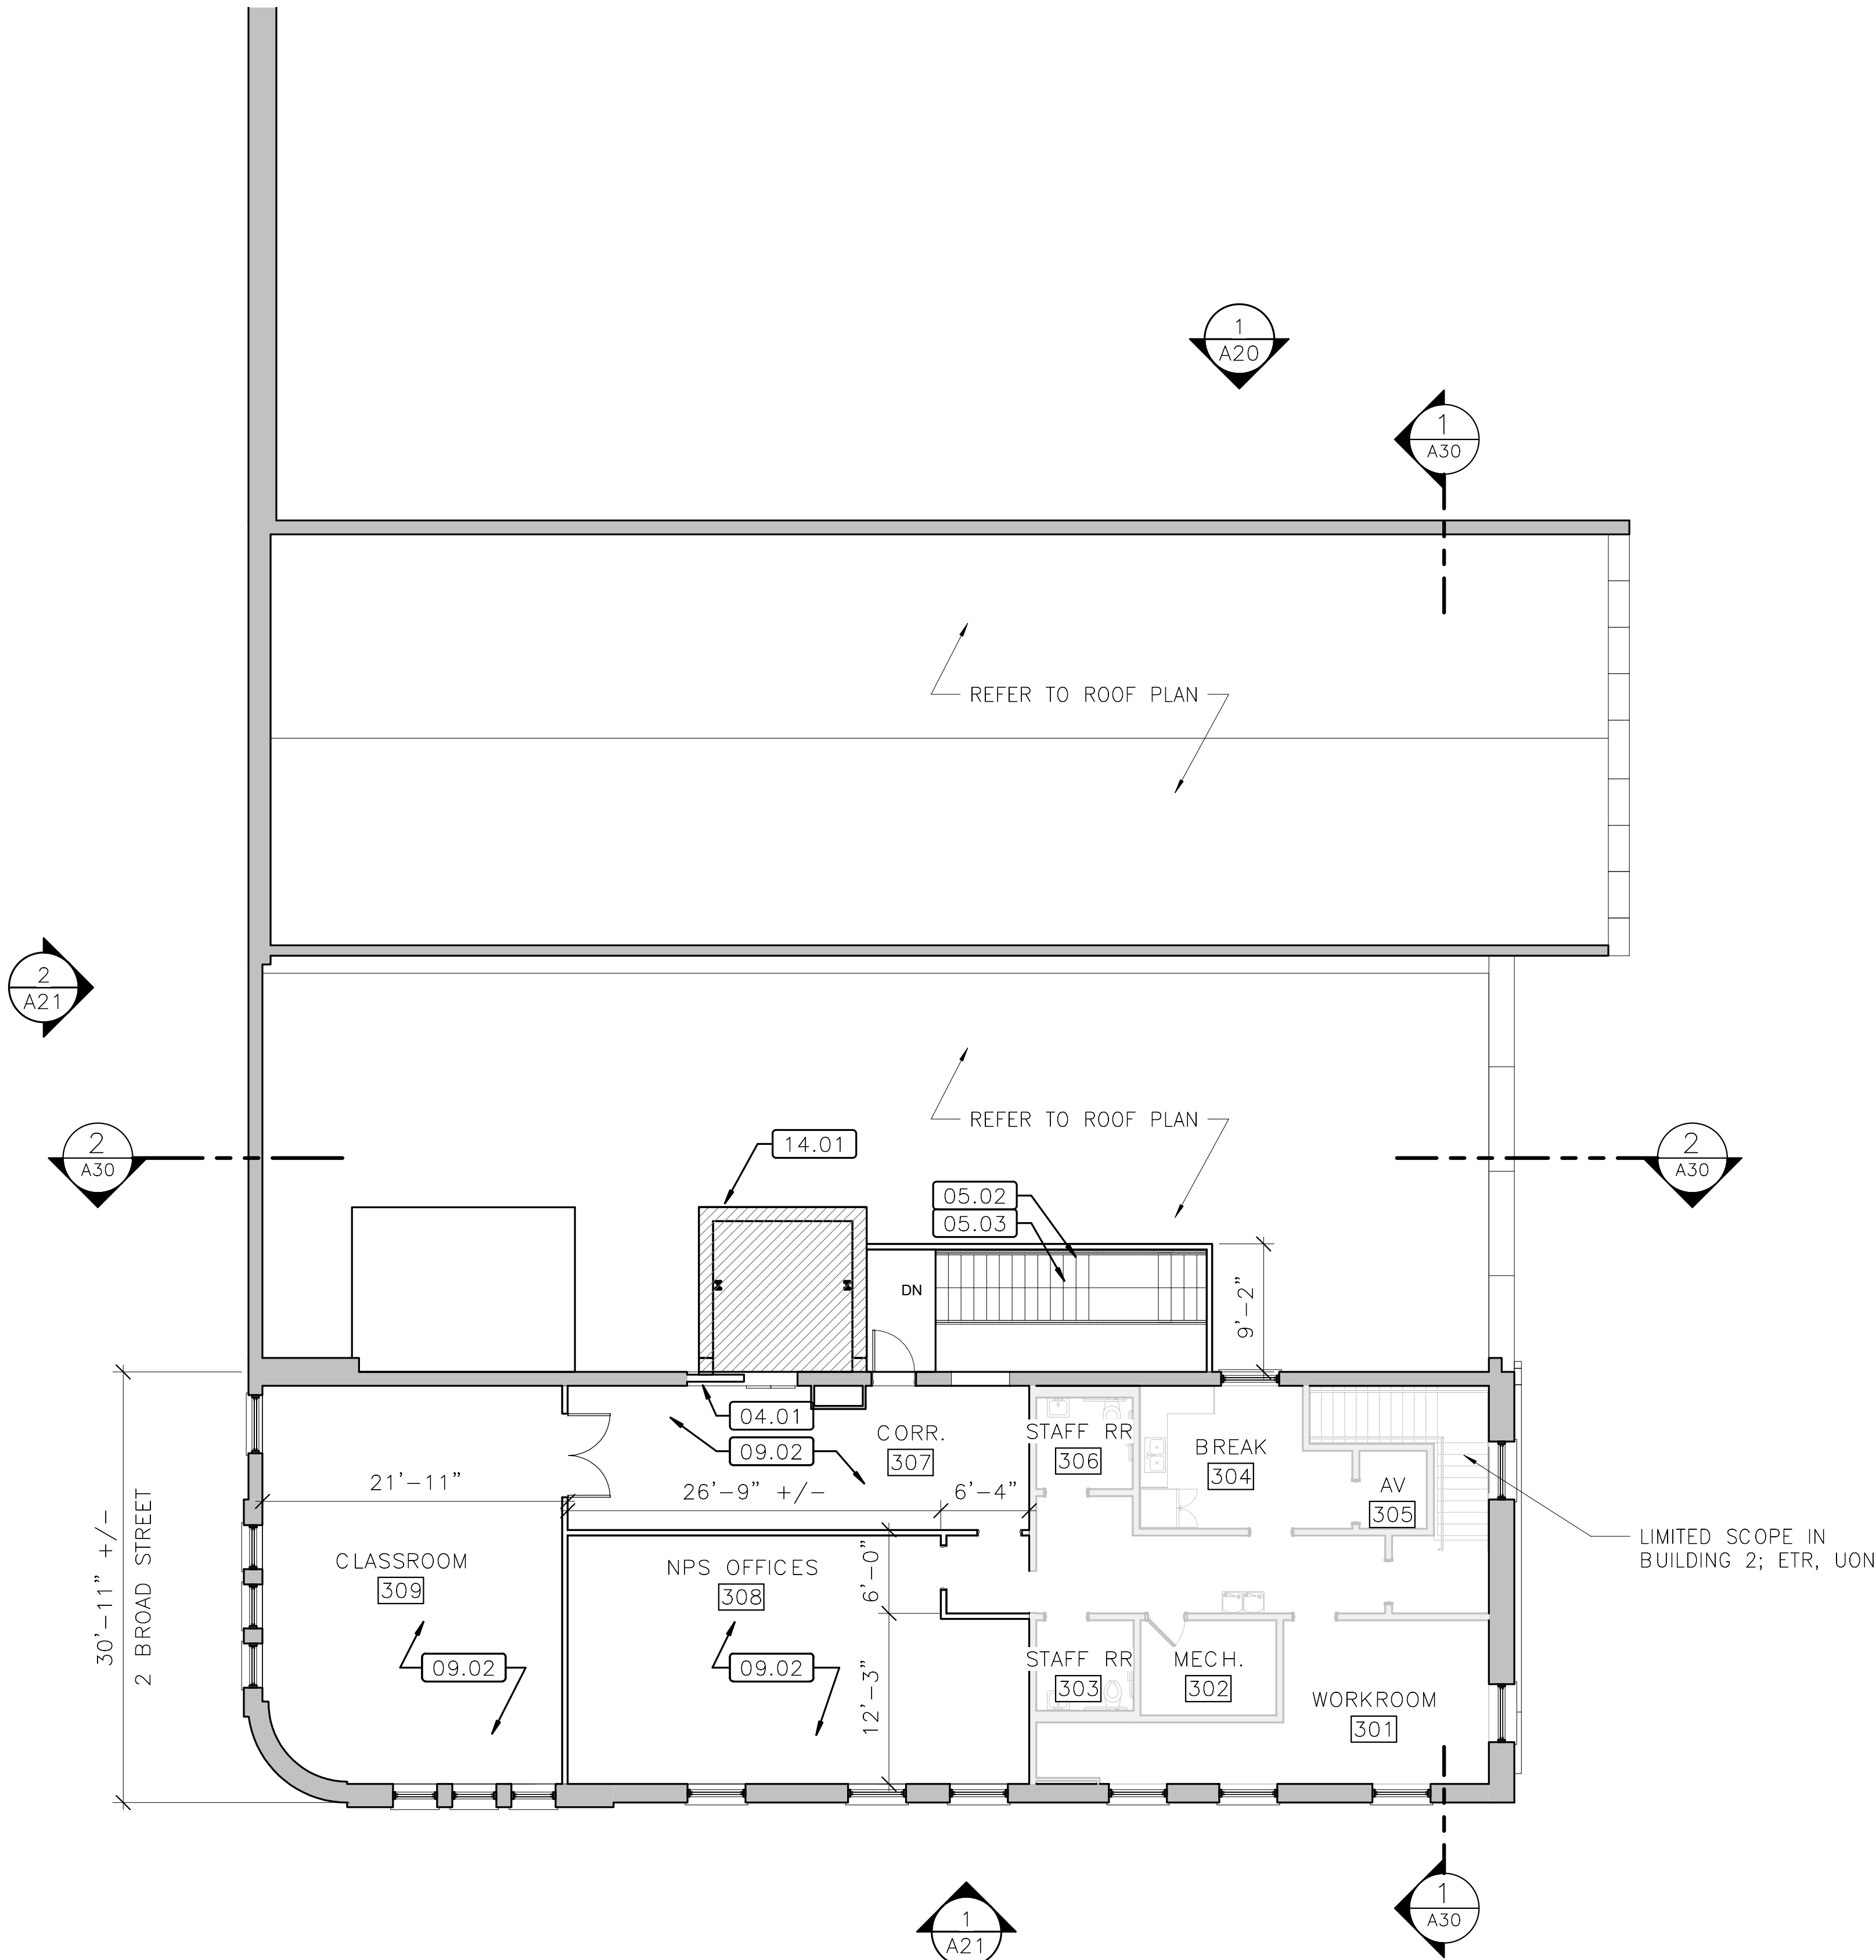 1
A20
1
A30
REFER TO ROOF PLAN
2
A21
REFER TO ROOF PLAN
2
A30
14.01
2
A30
05.02
05.03
DN
9'-2"
04.01
09.02
CORR.
307
STAFF RR
306
BREAK
304
AV
305
21'-11"
26'-9" +/-
6'-4"
30'-11" +/-
2 BROAD STREET
CLASSROOM
309
NPS OFFICES
308
6'-0"
LIMITED SCOPE IN
BUILDING 2; ETR, UON
09.02
09.02
12'-3"
STAFF RR
303
MECH.
302
WORKROOM
301
1
A21
1
A30